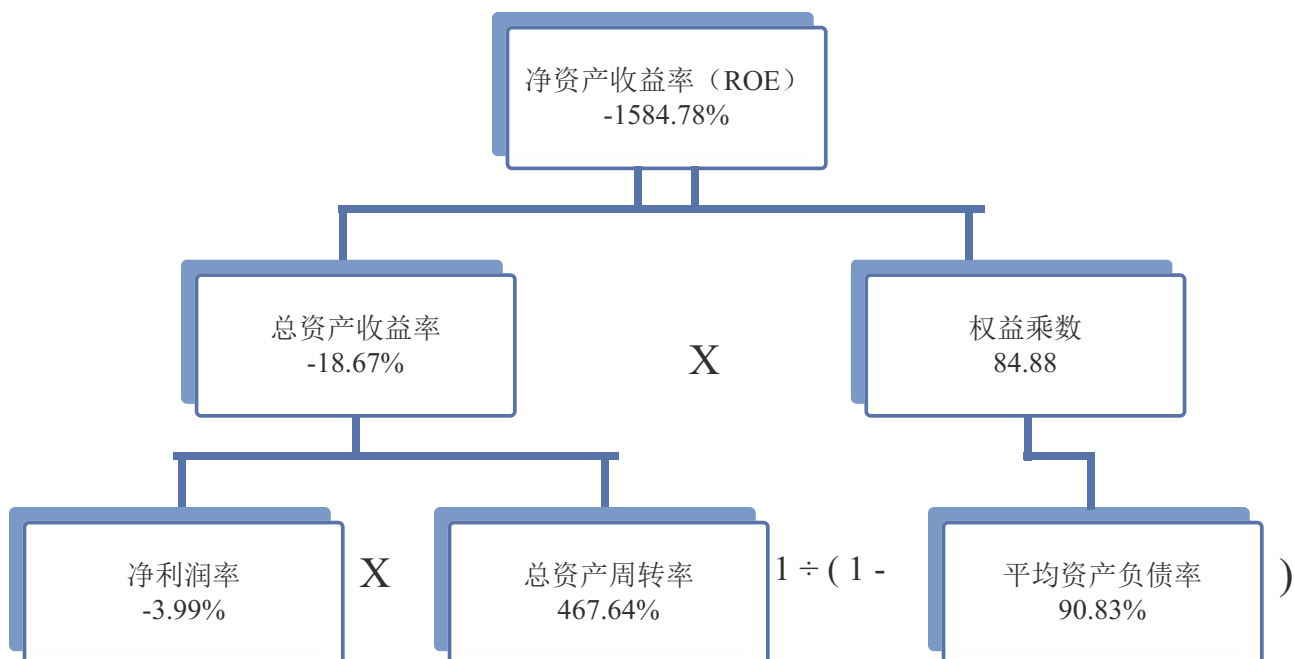 净资产收益率（ROE）
-1584.78%
总资产收益率
-18.67%
X
权益乘数
84.88
净利润率
-3.99%
X
总资产周转率
467.64%
1 ÷ ( 1 -
平均资产负债率
90.83%
)